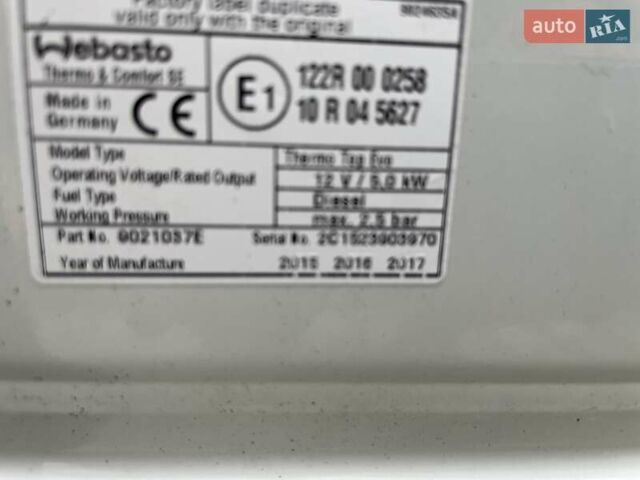 Factory label duplicate
valid only with the original
Webasto
Thermo & Comfort SE
Made in
Germany
CE
E1
122R 00 0258
10 R 04 5627
Model Type Thermo Top Evo
Operating Voltage/Rated Output 12 V / 5,0 kW
Fuel Type Diesel
Working Pressure max. 2,5 bar
Part No. 9021037E Serial No. 2C1523903970
Year of Manufacture 2015 2016 2017
auto RIA
.com